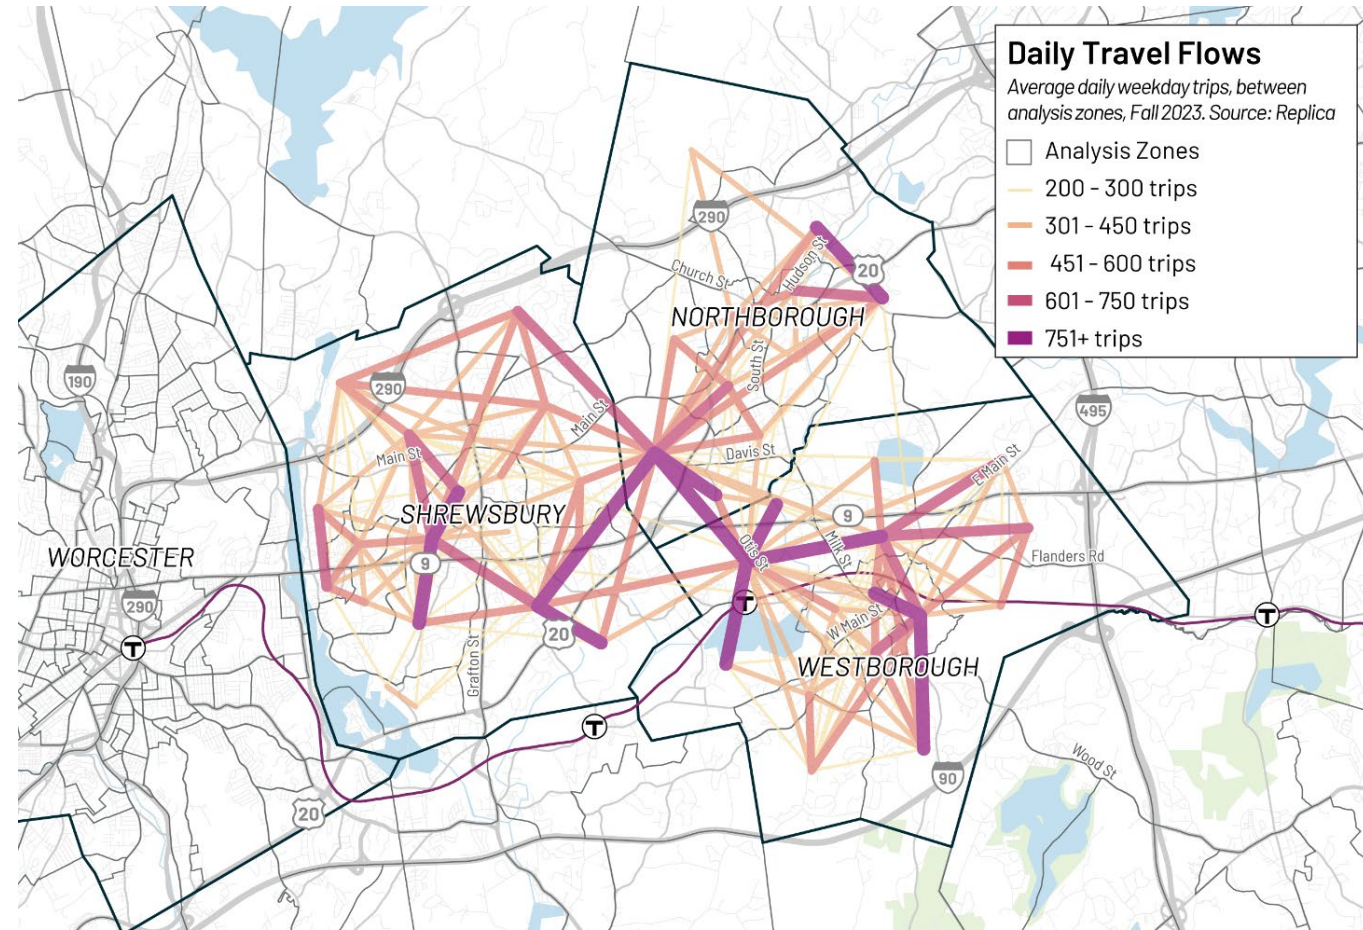 Daily Travel Flows
Average daily weekday trips, between
analysis zones, Fall 2023. Source: Replica
Analysis Zones
200 - 300 trips
301 - 450 trips
451 - 600 trips
601 - 750 trips
751+ trips
290
Church St
Hudson St
20
NORTHBOROUGH
South St
190
290
495
Main St
Main St
Davis St
E Main St
SHREWSBURY
9
Otis St
Milk St
WORCESTER
9
Flanders Rd
290
T
T
T
20
W Main St
Grafton St
WESTBOROUGH
T
Wood St
90
20